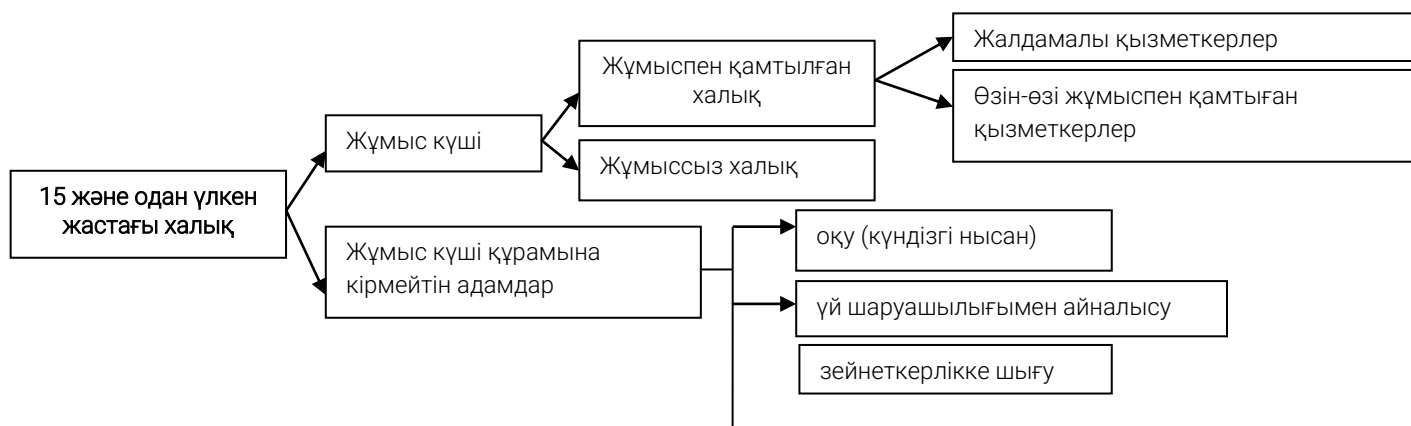 15 және одан үлкен
жастағы халық
Жұмыс күші
Жұмыспен қамтылған
халық
Жалдамалы қызметкерлер
Өзін-өзі жұмыспен қамтыған
қызметкерлер
Жұмыссыз халық
Жұмыс күші құрамына
кірмейтін адамдар
оқу (күндізгі нысан)
үй шаруашылығымен айналысу
зейнеткерлікке шығу